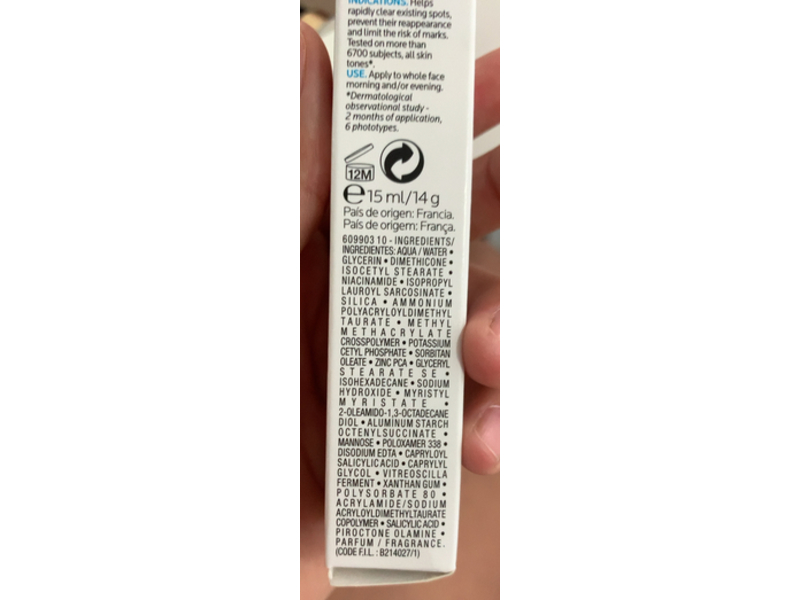 INDICATIONS. Helps
rapidly clear existing spots,
prevent their reappearance
and limit the risk of marks.
Tested on more than
6700 subjects, all skin
tones*.
USE. Apply to whole face
morning and/or evening.
*Dermatological
observational study -
2 months of application,
6 phototypes.
12M
e 15 ml/14 g
País de origen: Francia.
País de origem: França.
609903 10 - INGREDIENTS/
INGREDIENTES: AQUA / WATER •
GLYCERIN • DIMETHICONE •
ISOCETYL STEARATE •
NIACINAMIDE • ISOPROPYL
LAUROYL SARCOSINATE •
SILICA • AMMONIUM
POLYACRYLOYLDIMETHYL
TAURATE • METHYL
METHACRYLATE
CROSSPOLYMER • POTASSIUM
CETYL PHOSPHATE • SORBITAN
OLEATE • ZINC PCA • GLYCERYL
STEARATE SE •
ISOHEXADECANE • SODIUM
HYDROXIDE • MYRISTYL
MYRISTATE •
2-OLEAMIDO-1,3-OCTADECANE
DIOL • ALUMINUM STARCH
OCTENYLSUCCINATE •
MANNOSE • POLOXAMER 338 •
DISODIUM EDTA • CAPRYLOYL
SALICYLIC ACID • CAPRYLYL
GLYCOL • VITREOSCILLA
FERMENT • XANTHAN GUM •
POLYSORBATE 80 •
ACRYLAMIDE/SODIUM
ACRYLOYLDIMETHYLTAURATE
COPOLYMER • SALICYLIC ACID •
PIROCTONE OLAMINE •
PARFUM / FRAGRANCE.
(CODE F.I.L. : B214027/1)